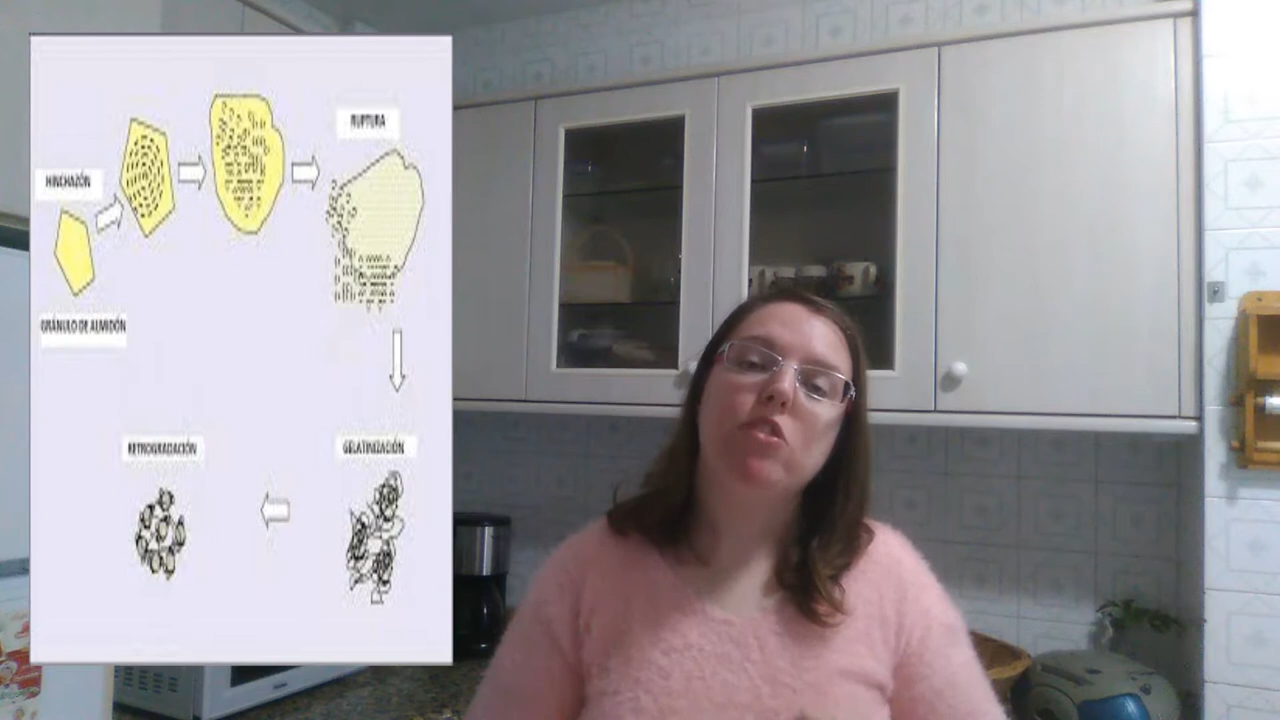 RUPTURA
HINCHAZÓN
GRÁNULO DE ALMIDÓN
RETROGRADACIÓN
GELATINIZACIÓN